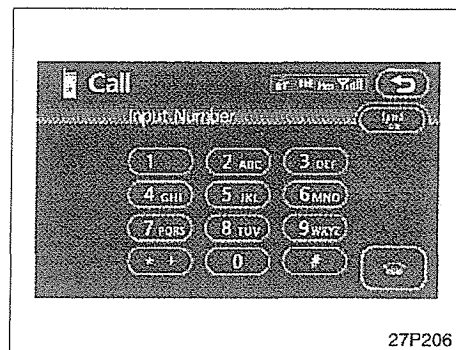 Call
BT
Input Number
1 2 ABC 3 DEF
4 GHI 5 JKL 6 MNO
7 PQRS 8 TUV 9 WXYZ
* + 0 #
27P206